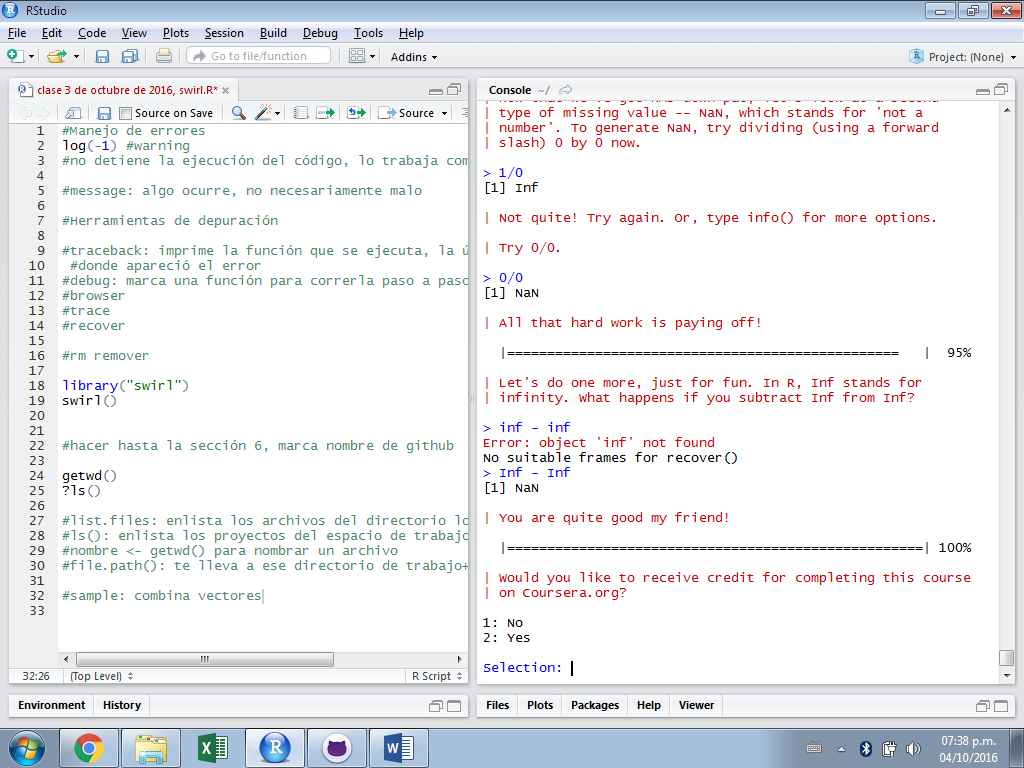 RStudio
File Edit Code View Plots Session Build Debug Tools Help
Go to file/function Addins Project: (None)
clase 3 de octubre de 2016, swirl.R*
Source on Save Source
1 #Manejo de errores
2 log(-1) #warning
3 #no detiene la ejecución del código, lo trabaja com
4
5 #message: algo ocurre, no necesariamente malo
6
7 #Herramientas de depuración
8
9 #traceback: imprime la función que se ejecuta, la ú
10 #donde apareció el error
11 #debug: marca una función para correrla paso a paso
12 #browser
13 #trace
14 #recover
15
16 #rm remover
17
18 library("swirl")
19 swirl()
20
21
22 #hacer hasta la sección 6, marca nombre de github
23
24 getwd()
25 ?ls()
26
27 #list.files: enlista los archivos del directorio lo
28 #ls(): enlista los proyectos del espacio de trabajo
29 #nombre <- getwd() para nombrar un archivo
30 #file.path(): te lleva a ese directorio de trabajo+
31
32 #sample: combina vectores
33
32:26 (Top Level) R Script
Environment History
Console ~/
| type of missing value -- NaN, which stands for 'not a
| number'. To generate NaN, try dividing (using a forward
| slash) 0 by 0 now.
> 1/0
[1] Inf
| Not quite! Try again. Or, type info() for more options.
| Try 0/0.
> 0/0
[1] NaN
| All that hard work is paying off!
|================================================= | 95%
| Let's do one more, just for fun. In R, Inf stands for
| infinity. What happens if you subtract Inf from Inf?
> inf - inf
Error: object 'inf' not found
No suitable frames for recover()
> Inf - Inf
[1] NaN
| You are quite good my friend!
|====================================================| 100%
| Would you like to receive credit for completing this course
| on Coursera.org?
1: No
2: Yes
Selection:
Files Plots Packages Help Viewer
07:38 p.m.
04/10/2016